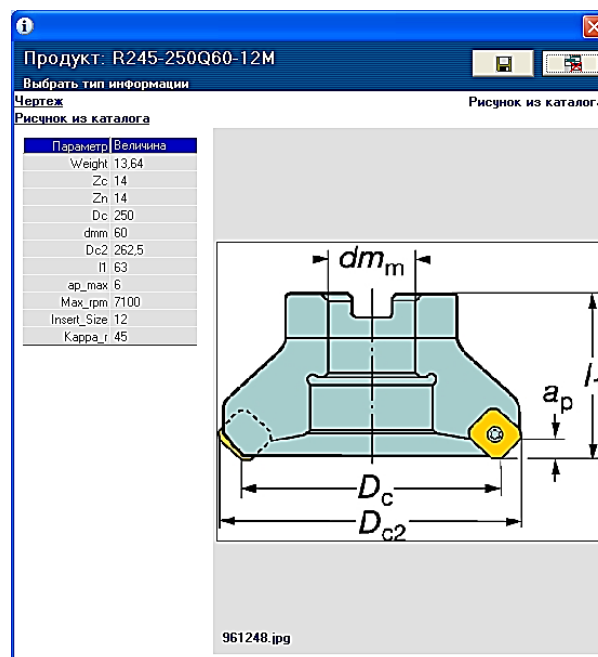 Продукт: R245-250Q60-12M
Выбрать тип информации
Чертеж
Рисунок из каталога
Рисунок из каталога
Параметр Величина
Weight 13,64
Zc 14
Zn 14
Dc 250
dmm 60
Dc2 262,5
l1 63
ap_max 6
Max_rpm 7100
Insert_Size 12
Kappa_r 45
dmm
ap
Dc
Dc2
961248.jpg